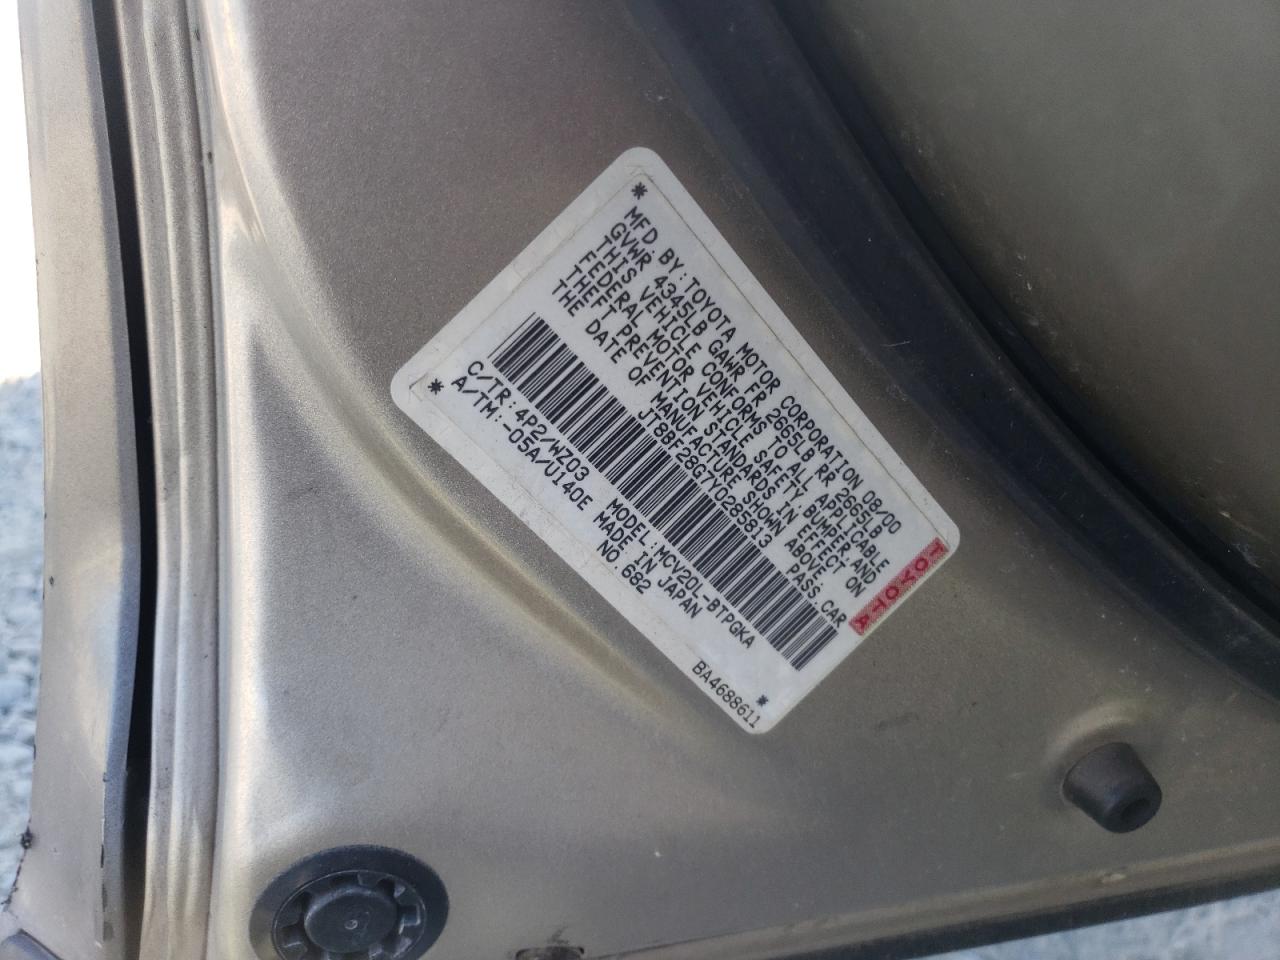 * MFD.BY:TOYOTA MOTOR CORPORATION 08/00
GVWR 4345LB GAWR FR 2665LB RR 2665LB
THIS VEHICLE CONFORMS TO ALL APPLICABLE
FEDERAL MOTOR VEHICLE SAFETY BUMPER AND
THEFT PREVENTION STANDARDS IN EFFECT ON
THE DATE OF MANUFACTURE SHOWN ABOVE
JT8BF28G770285813 PASS.CAR
TOYOTA
C/TR:4P2/WZ03 MODEL:MCV20L-BTPGKA
* A/TM:-05A/U140E MADE IN JAPAN
NO.682 BA4688611 *